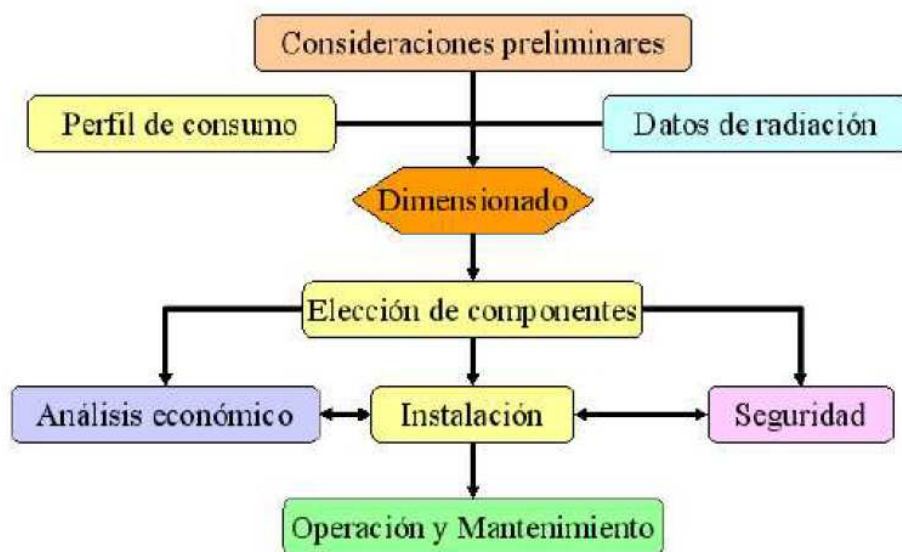 Consideraciones preliminares
Perfil de consumo
Datos de radiación
Dimensionado
Elección de componentes
Análisis económico
Instalación
Seguridad
Operación y Mantenimiento